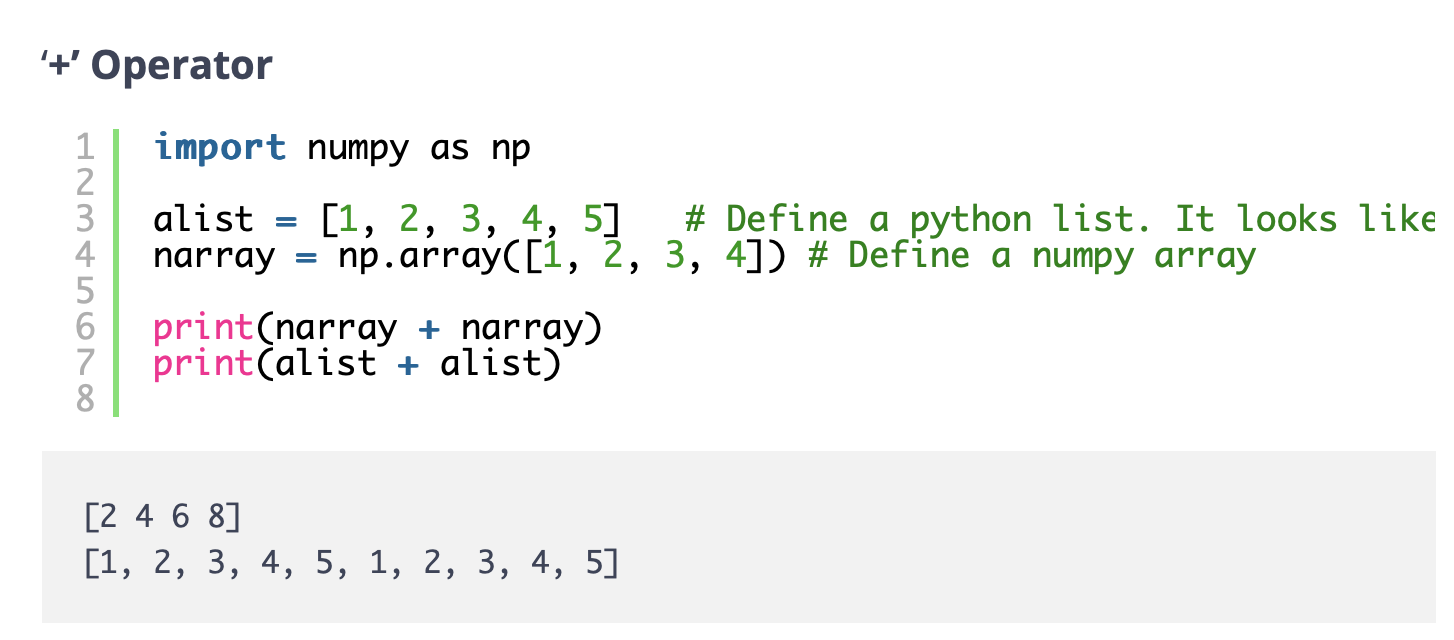 ‘+’ Operator
1 import numpy as np
2
3 alist = [1, 2, 3, 4, 5]   # Define a python list. It looks like
4 narray = np.array([1, 2, 3, 4]) # Define a numpy array
5
6 print(narray + narray)
7 print(alist + alist)
8
[2 4 6 8]
[1, 2, 3, 4, 5, 1, 2, 3, 4, 5]